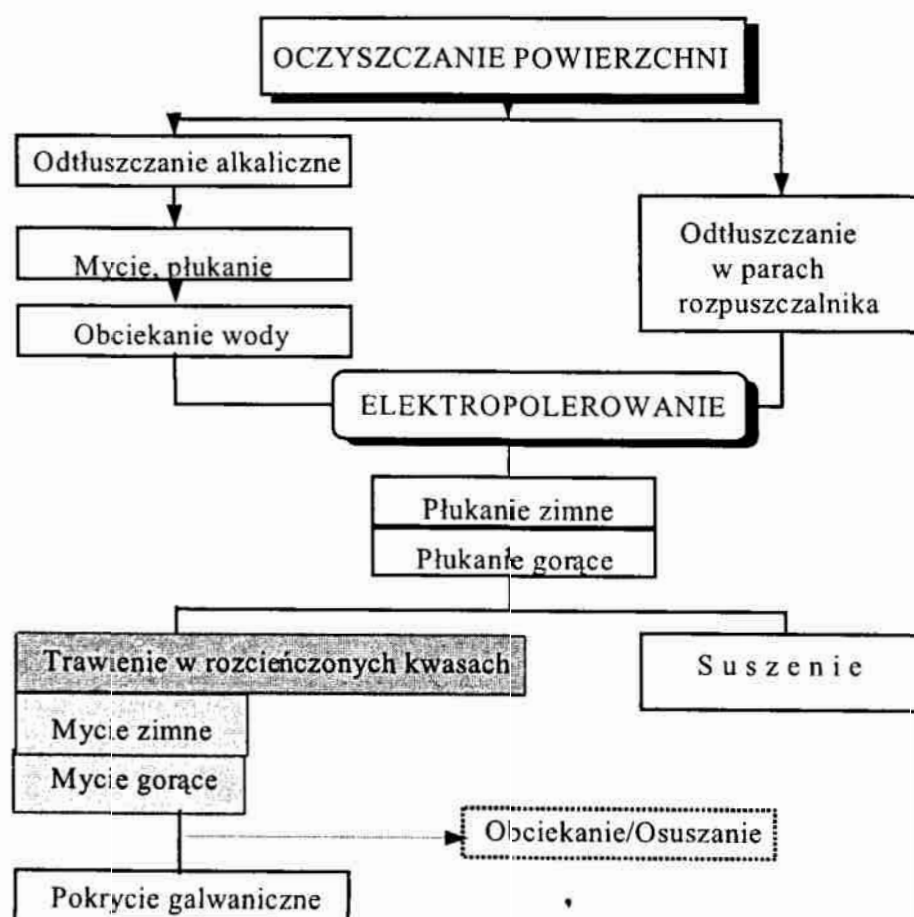 OCZYSZCZANIE POWIERZCHNI
Odtłuszczanie alkaliczne
Mycie, płukanie
Obciekanie wody
Odtłuszczanie
w parach
rozpuszczalnika
ELEKTROPOLEROWANIE
Płukanie zimne
Płukanie gorące
Trawienie w rozcieńczonych kwasach
Suszenie
Mycie zimne
Mycie gorące
Obciekanie/Osuszanie
Pokrycie galwaniczne